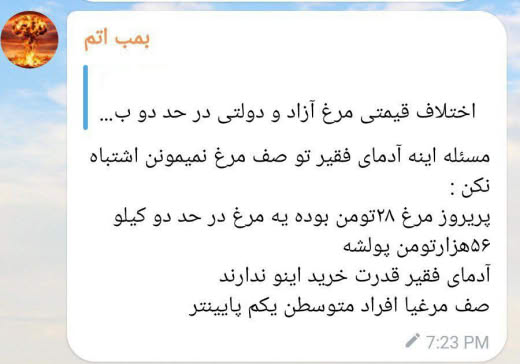 بمب اتم
اختلاف قیمتی مرغ آزاد و دولتی در حد دو ب...
مسئله اینه آدمای فقیر تو صف مرغ نمیمونن اشتباه
نکن :
پریروز مرغ ۲۸تومن بوده یه مرغ در حد دو کیلو
۵۶هزارتومن پولشه
آدمای فقیر قدرت خرید اینو ندارند
صف مرغیا افراد متوسطن یکم پایینتر
7:23 PM